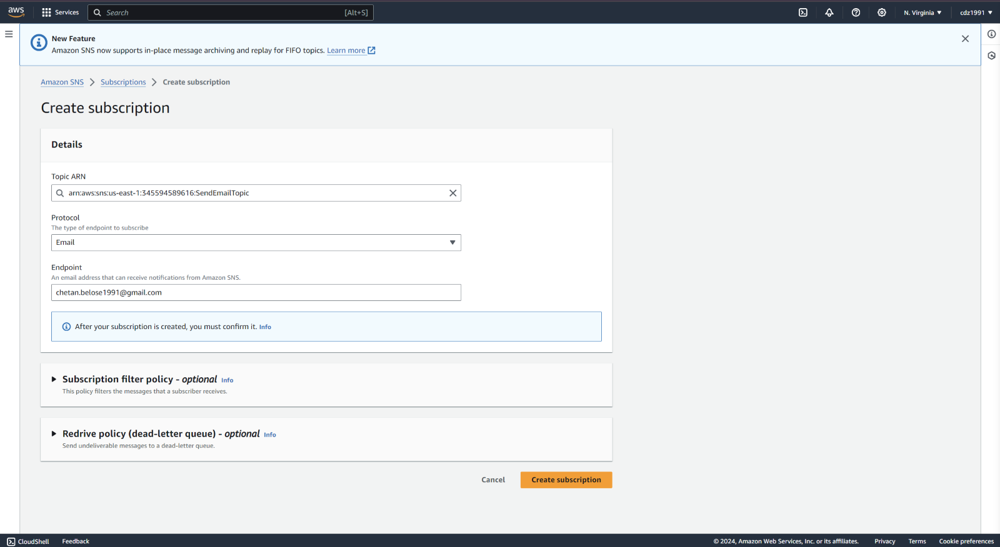 aws Services Search [Alt+S] N. Virginia cdz1991
New Feature
Amazon SNS now supports in-place message archiving and replay for FIFO topics. Learn more
Amazon SNS Subscriptions Create subscription
Create subscription
Details
Topic ARN
arn:aws:sns:us-east-1:345594589616:SendEmailTopic
Protocol
The type of endpoint to subscribe
Email
Endpoint
An email address that can receive notifications from Amazon SNS.
chetan.belose1991@gmail.com
After your subscription is created, you must confirm it. Info
Subscription filter policy - optional Info
This policy filters the messages that a subscriber receives.
Redrive policy (dead-letter queue) - optional Info
Send undeliverable messages to a dead-letter queue.
Cancel Create subscription
CloudShell Feedback © 2024, Amazon Web Services, Inc. or its affiliates. Privacy Terms Cookie preferences